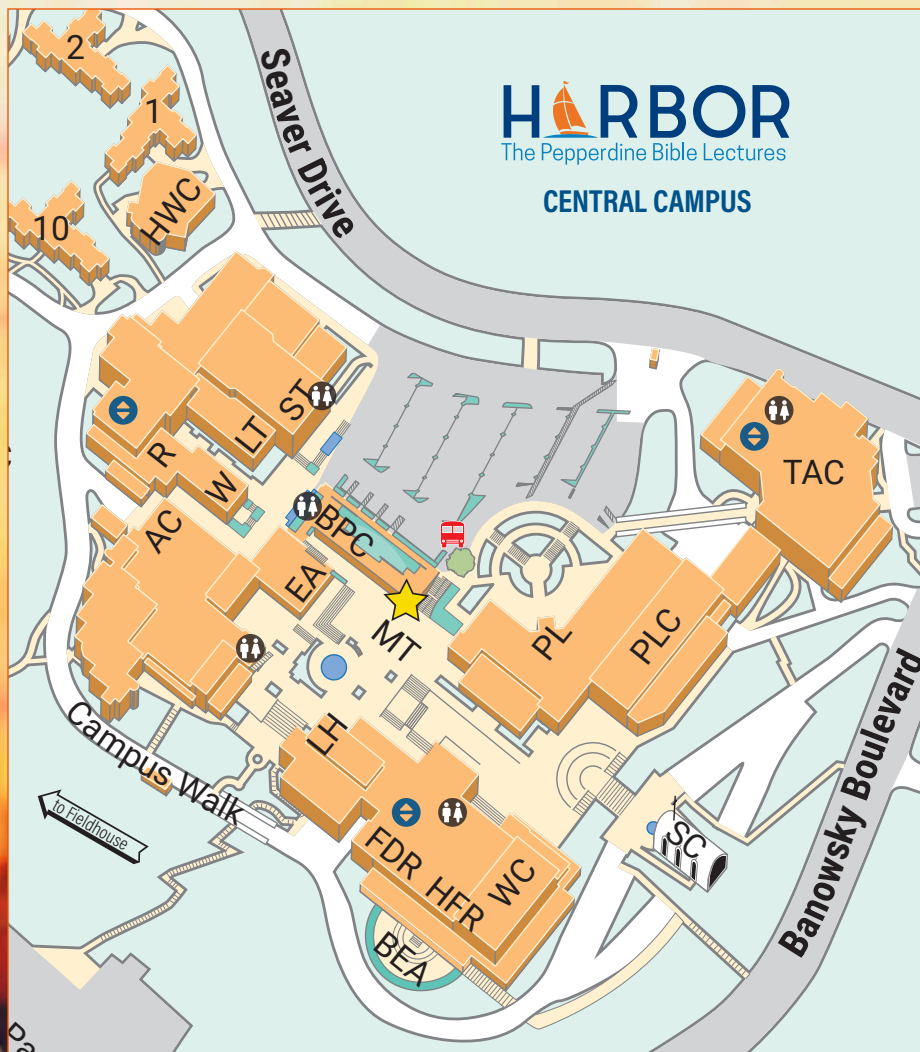 2
1
10
HWC
Seaver Drive
HARBOR
The Pepperdine Bible Lectures
CENTRAL CAMPUS
ST
LT
R
W
AC
BPC
EA
MT
TAC
PL
PLC
LH
Campus Walk
to Fieldhouse
FDR
HFR
WC
BEA
SC
Banowsky Boulevard